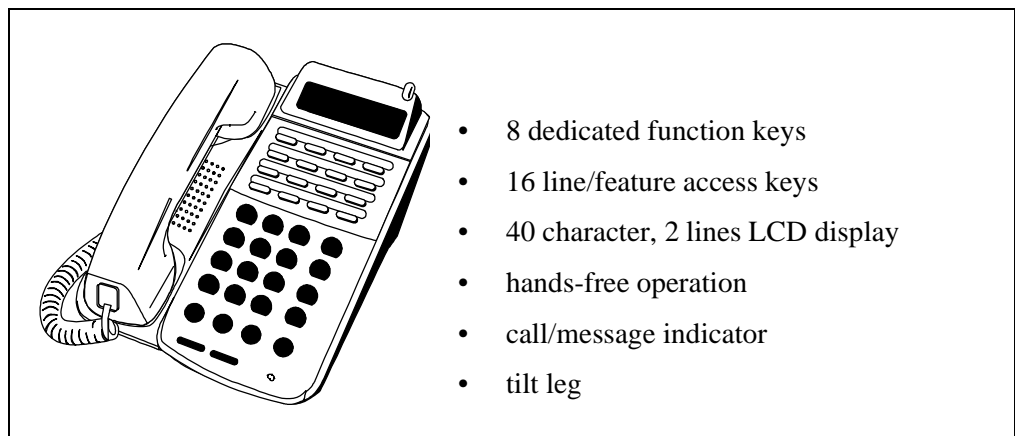 • 8 dedicated function keys
• 16 line/feature access keys
• 40 character, 2 lines LCD display
• hands-free operation
• call/message indicator
• tilt leg